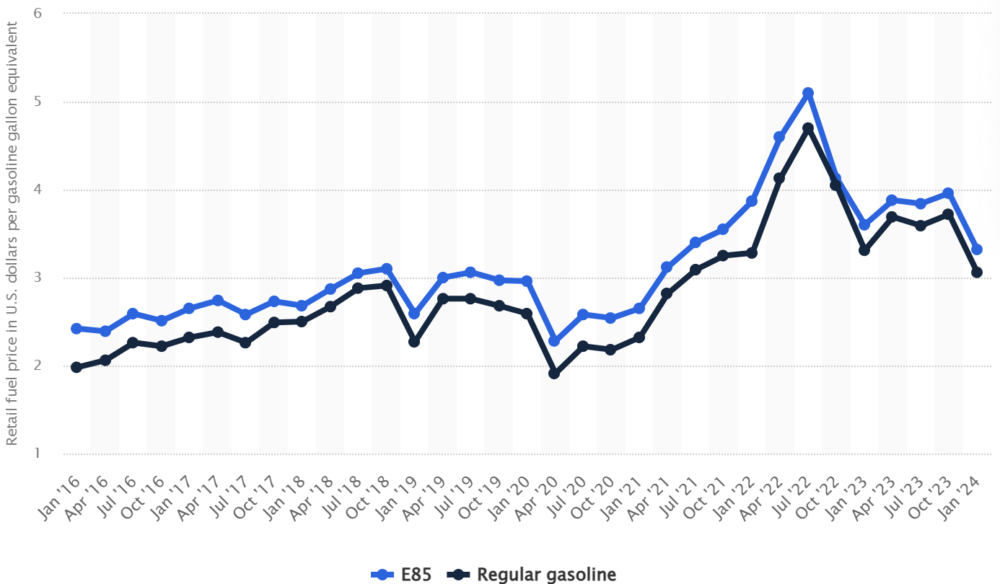 Retail fuel price in U.S. dollars per gasoline gallon equivalent
6
5
4
3
2
1
Jan '16
Apr '16
Jul '16
Oct '16
Jan '17
Apr '17
Jul '17
Oct '17
Jan '18
Apr '18
Jul '18
Oct '18
Jan '19
Apr '19
Jul '19
Oct '19
Jan '20
Apr '20
Jul '20
Oct '20
Jan '21
Apr '21
Jul '21
Oct '21
Jan '22
Apr '22
Jul '22
Oct '22
Jan '23
Apr '23
Jul '23
Oct '23
Jan '24
E85
Regular gasoline